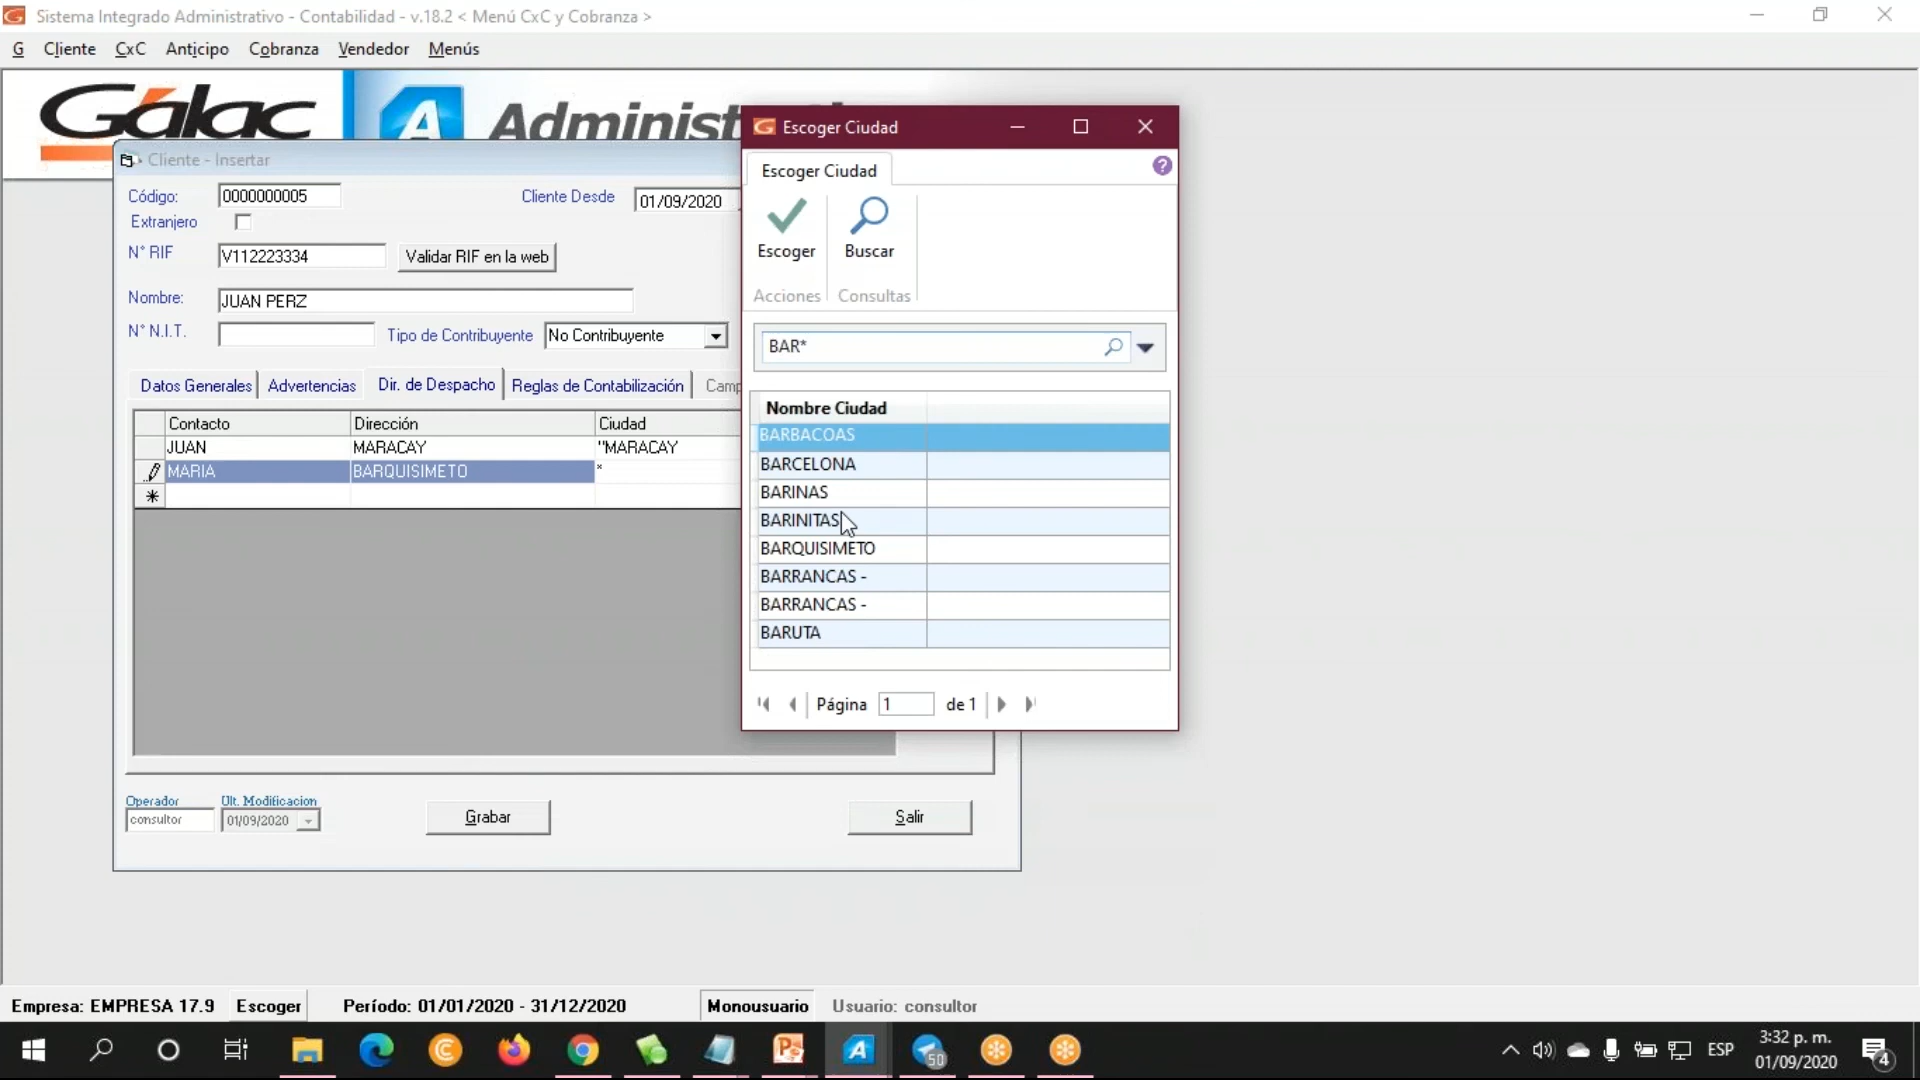 Sistema Integrado Administrativo - Contabilidad - v.18.2 < Menú CxC y Cobranza >
G Cliente CxC Anticipo Cobranza Vendedor Menús
Gálac
A Administ
Escoger Ciudad
Cliente - Insertar
Escoger Ciudad
?
Código: 0000000005 Cliente Desde 01/09/2020
Extranjero
Escoger Buscar
N° RIF V112223334 Validar RIF en la web
Acciones Consultas
Nombre: JUAN PERZ
N° N.I.T. Tipo de Contribuyente No Contribuyente
BAR*
Datos Generales Advertencias Dir. de Despacho Reglas de Contabilización Camp
Nombre Ciudad
Contacto Dirección Ciudad
BARBACOAS
JUAN MARACAY "MARACAY
BARCELONA
MARIA BARQUISIMETO *
BARINAS
BARINITAS
BARQUISIMETO
BARRANCAS -
BARRANCAS -
BARUTA
Página 1 de 1
Operador Ult. Modificacion
consultor 01/09/2020
Grabar Salir
Empresa: EMPRESA 17.9 Escoger Período: 01/01/2020 - 31/12/2020 Monousuario Usuario: consultor
50
ESP
3:32 p. m.
01/09/2020
4